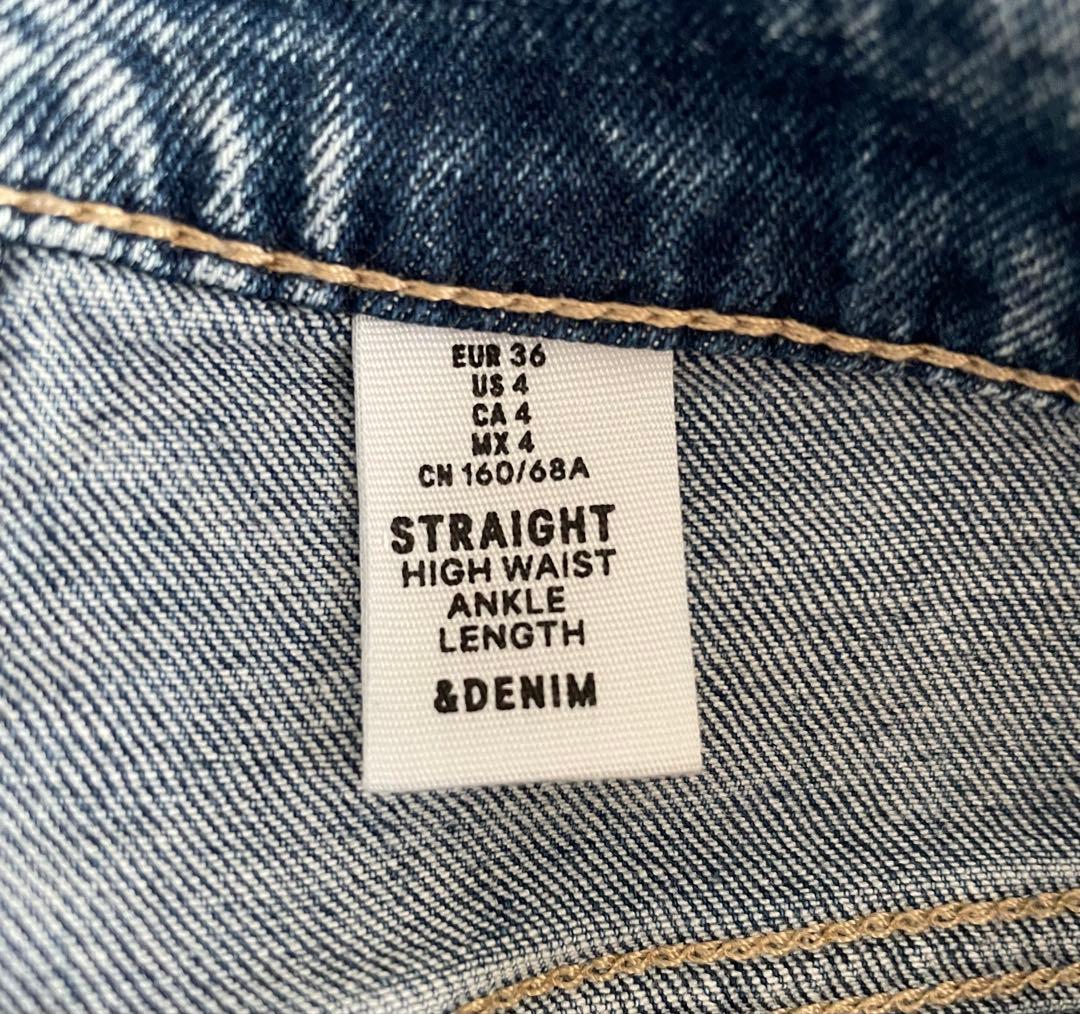 EUR 36
US 4
CA 4
MX 4
CN 160/68A
STRAIGHT
HIGH WAIST
ANKLE
LENGTH
&DENIM